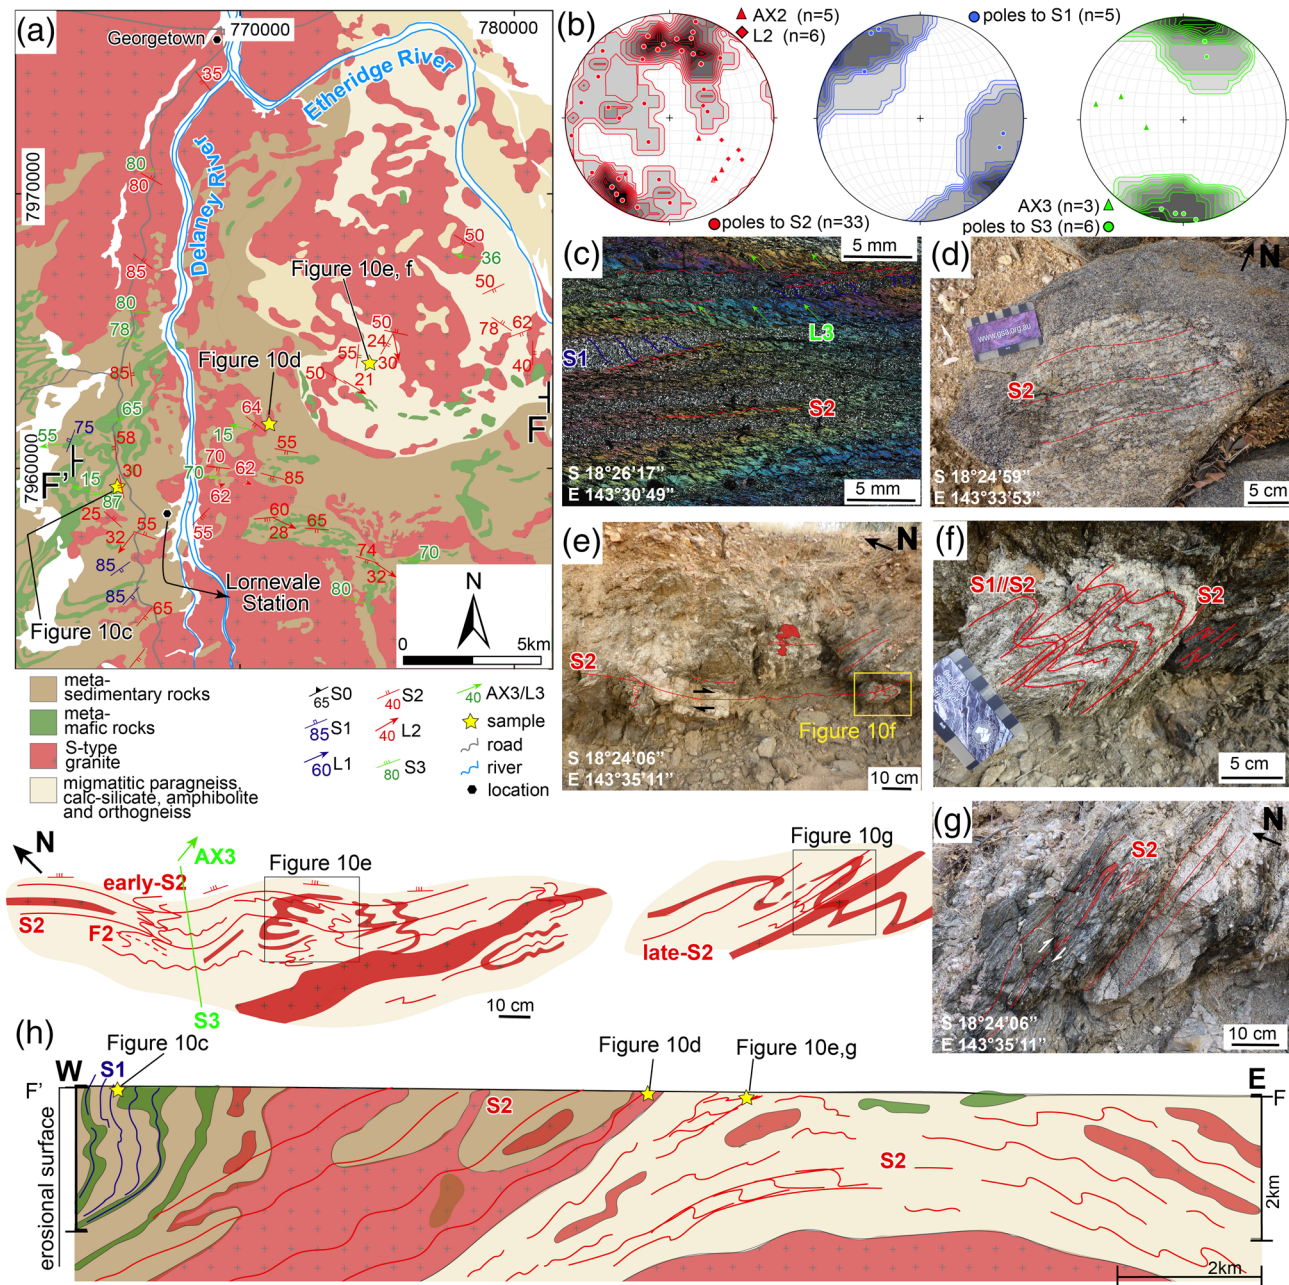 (a)
Georgetown
770000
780000
Etheridge River
Delaney River
7970000
7960000
35
80
80
50
36
50
85
80
78
85
Figure 10e, f
50
24
55
30
21
50
78
62
40
Figure 10d
64
15
55
85
70
62
70
62
65
58
75
55
F'
15
30
87
25
32
55
85
85
65
55
60
28
65
74
32
70
80
F
Lornevale
Station
Figure 10c
N
0
5km
meta-
sedimentary rocks
meta-
mafic rocks
S-type
granite
migmatitic paragneiss,
calc-silicate, amphibolite
and orthogneiss
65 S0
85 S1
60 L1
40 S2
40 L2
80 S3
40 AX3/L3
sample
road
river
location
(b)
AX2 (n=5)
L2 (n=6)
poles to S2 (n=33)
poles to S1 (n=5)
AX3 (n=3)
poles to S3 (n=6)
(c)
5 mm
L3
S1
S2
S 18°26'17"
E 143°30'49"
5 mm
(d)
N
www.gsa.org.au
S2
S 18°24'59"
E 143°33'53"
5 cm
(e)
N
S2
Figure 10f
S 18°24'06"
E 143°35'11"
10 cm
(f)
S1//S2
S2
5 cm
(g)
N
S2
S 18°24'06"
E 143°35'11"
10 cm
N
AX3
early-S2
Figure 10e
S2
F2
S3
10 cm
Figure 10g
late-S2
(h)
Figure 10c
Figure 10d
Figure 10e,g
W
S1
F'
S2
S2
E
F
erosional surface
2km
2km